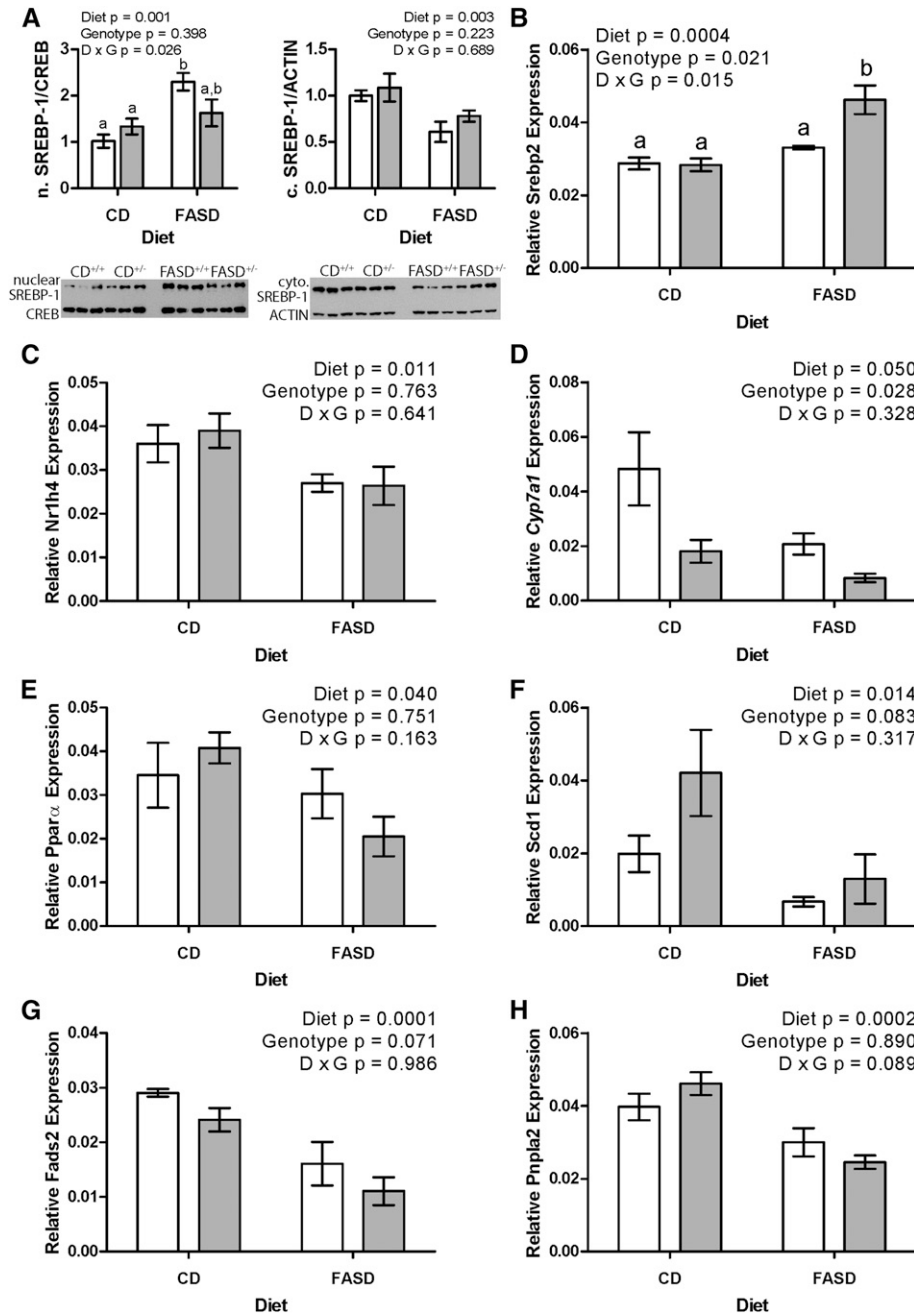 A
Diet p = 0.001
Genotype p = 0.398
D x G p = 0.026
n. SREBP-1/CREB
3
2
1
0
a
a
b
a,b
CD
FASD
Diet
Diet p = 0.003
Genotype p = 0.223
D x G p = 0.689
c. SREBP-1/ACTIN
1.5
1.0
0.5
0.0
CD
FASD
Diet
nuclear
SREBP-1
CREB
CD+/+ CD+/- FASD+/+ FASD+/-
cyto.
SREBP-1
ACTIN
CD+/+ CD+/- FASD+/+ FASD+/-
B
Diet p = 0.0004
Genotype p = 0.021
D x G p = 0.015
Relative Srebp2 Expression
0.06
0.04
0.02
0.00
a
a
a
b
CD
FASD
Diet
C
Diet p = 0.011
Genotype p = 0.763
D x G p = 0.641
Relative Nr1h4 Expression
0.05
0.04
0.03
0.02
0.01
0.00
CD
FASD
Diet
D
Diet p = 0.050
Genotype p = 0.028
D x G p = 0.328
Relative Cyp7a1 Expression
0.08
0.06
0.04
0.02
0.00
CD
FASD
Diet
E
Diet p = 0.040
Genotype p = 0.751
D x G p = 0.163
Relative Pparα Expression
0.05
0.04
0.03
0.02
0.01
0.00
CD
FASD
Diet
F
Diet p = 0.014
Genotype p = 0.083
D x G p = 0.317
Relative Scd1 Expression
0.06
0.04
0.02
0.00
CD
FASD
Diet
G
Diet p = 0.0001
Genotype p = 0.071
D x G p = 0.986
Relative Fads2 Expression
0.04
0.03
0.02
0.01
0.00
CD
FASD
Diet
H
Diet p = 0.0002
Genotype p = 0.890
D x G p = 0.089
Relative Pnpla2 Expression
0.06
0.04
0.02
0.00
CD
FASD
Diet